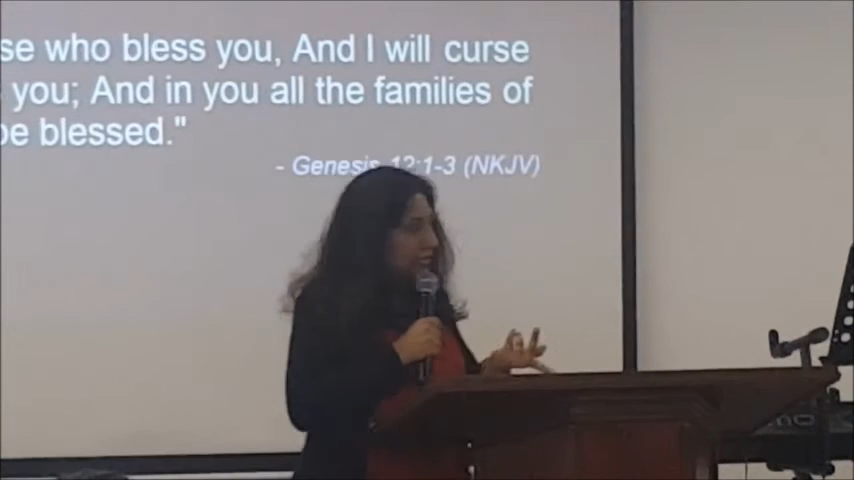 se who bless you, And I will curse
you; And in you all the families of
be blessed."
- Genesis 12:1-3 (NKJV)